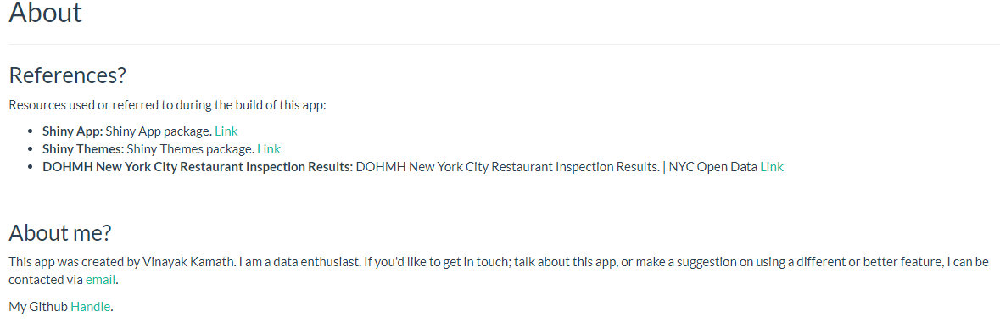 About
References?
Resources used or referred to during the build of this app:
• Shiny App: Shiny App package. Link
• Shiny Themes: Shiny Themes package. Link
• DOHMH New York City Restaurant Inspection Results: DOHMH New York City Restaurant Inspection Results. | NYC Open Data Link
About me?
This app was created by Vinayak Kamath. I am a data enthusiast. If you'd like to get in touch; talk about this app, or make a suggestion on using a different or better feature, I can be
contacted via email.
My Github Handle.